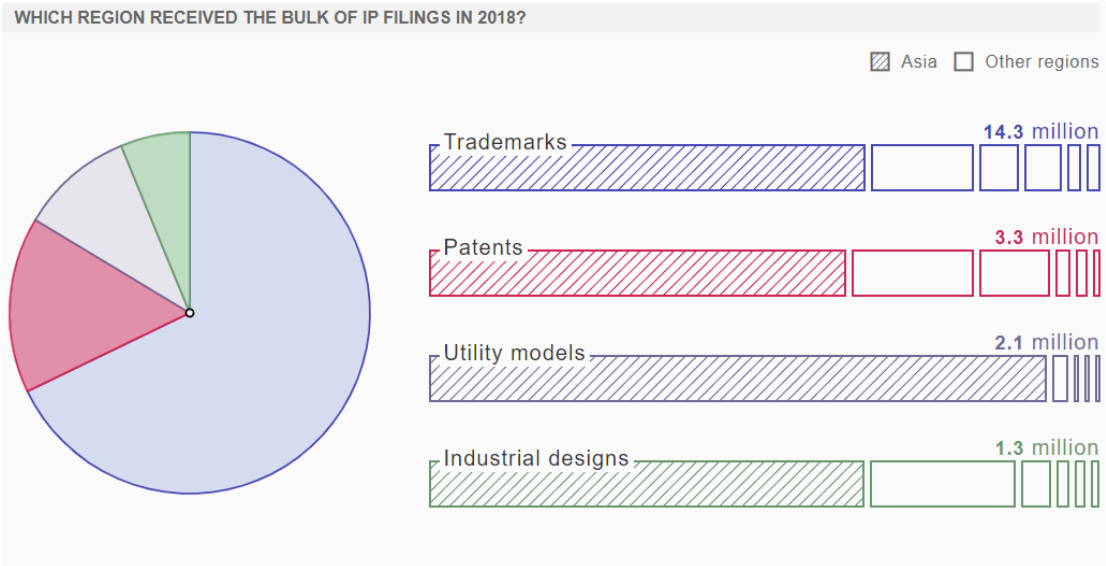 WHICH REGION RECEIVED THE BULK OF IP FILINGS IN 2018?
Asia Other regions
Trademarks 14.3 million
Patents 3.3 million
Utility models 2.1 million
Industrial designs 1.3 million